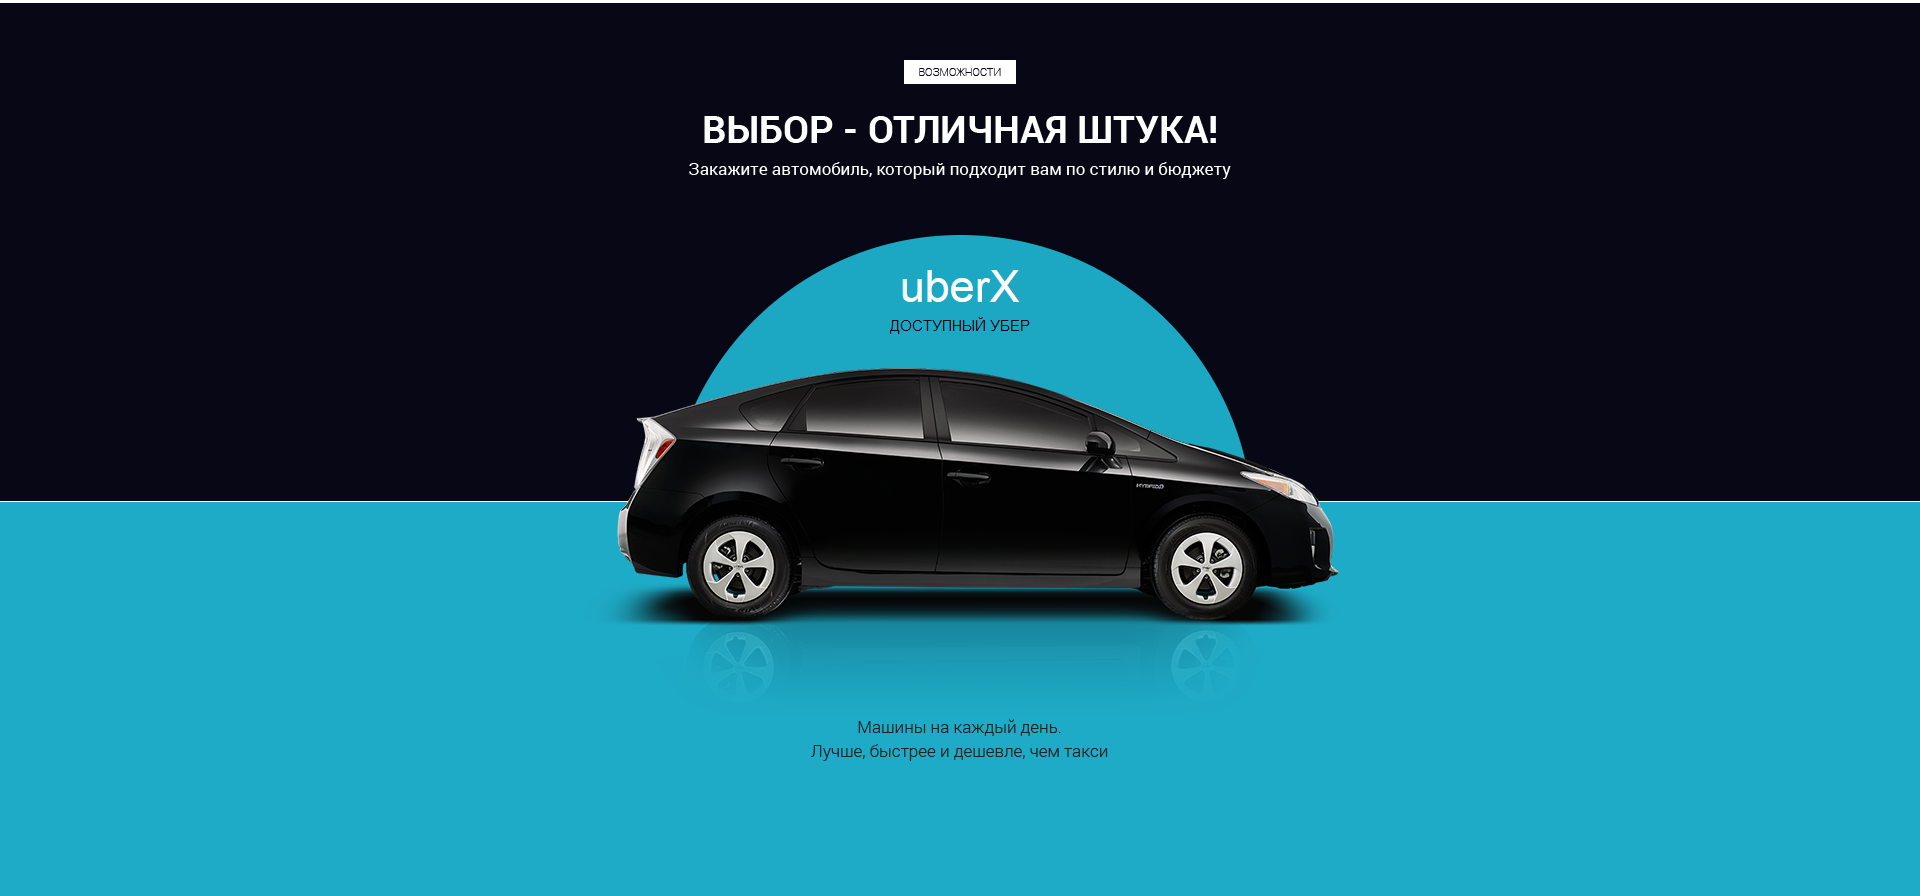 ВОЗМОЖНОСТИ
ВЫБОР - ОТЛИЧНАЯ ШТУКА!
Закажите автомобиль, который подходит вам по стилю и бюджету
uberX
ДОСТУПНЫЙ УБЕР
HYBRID
Машины на каждый день.
Лучше, быстрее и дешевле, чем такси